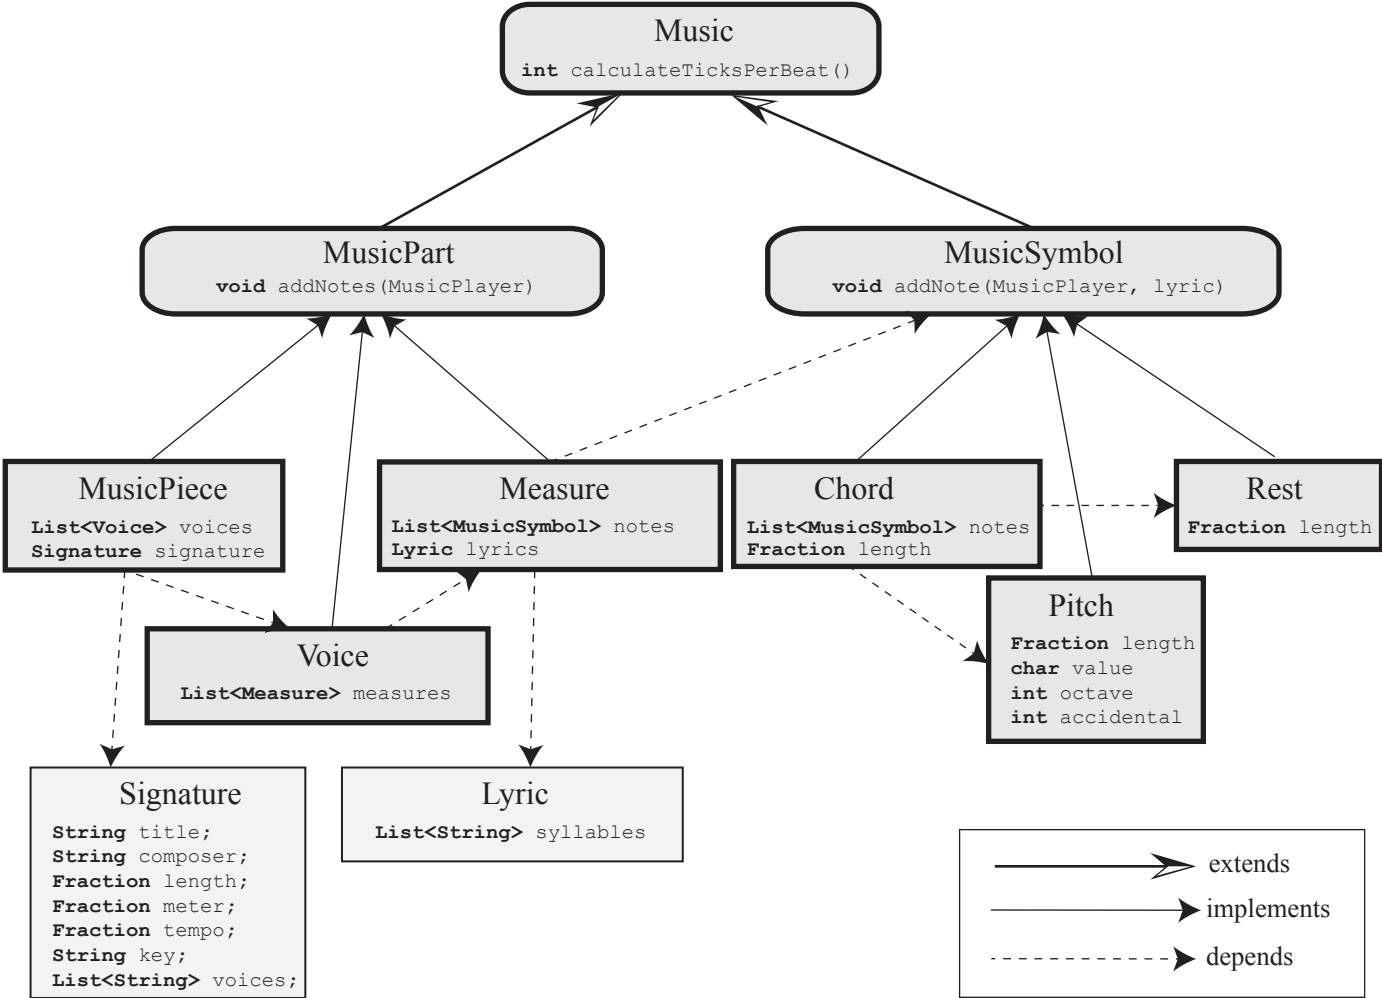 Music
int calculateTicksPerBeat()
MusicPart
void addNotes(MusicPlayer)
MusicSymbol
void addNote(MusicPlayer, lyric)
MusicPiece
List<Voice> voices
Signature signature
Measure
List<MusicSymbol> notes
Lyric lyrics
Chord
List<MusicSymbol> notes
Fraction length
Rest
Fraction length
Pitch
Fraction length
char value
int octave
int accidental
Voice
List<Measure> measures
Signature
String title;
String composer;
Fraction length;
Fraction meter;
Fraction tempo;
String key;
List<String> voices;
Lyric
List<String> syllables
extends
implements
depends